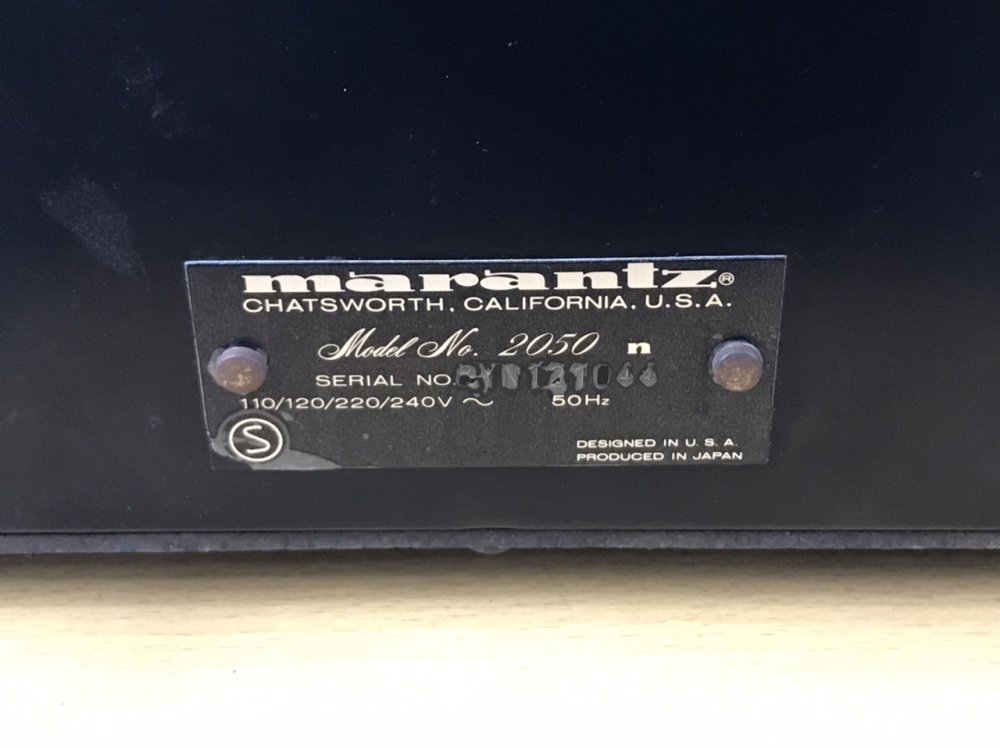 marantz®
CHATSWORTH, CALIFORNIA, U.S.A.
Model No. 2050 n
SERIAL NO.
110/120/220/240V ~ 50Hz
S
DESIGNED IN U. S. A.
PRODUCED IN JAPAN